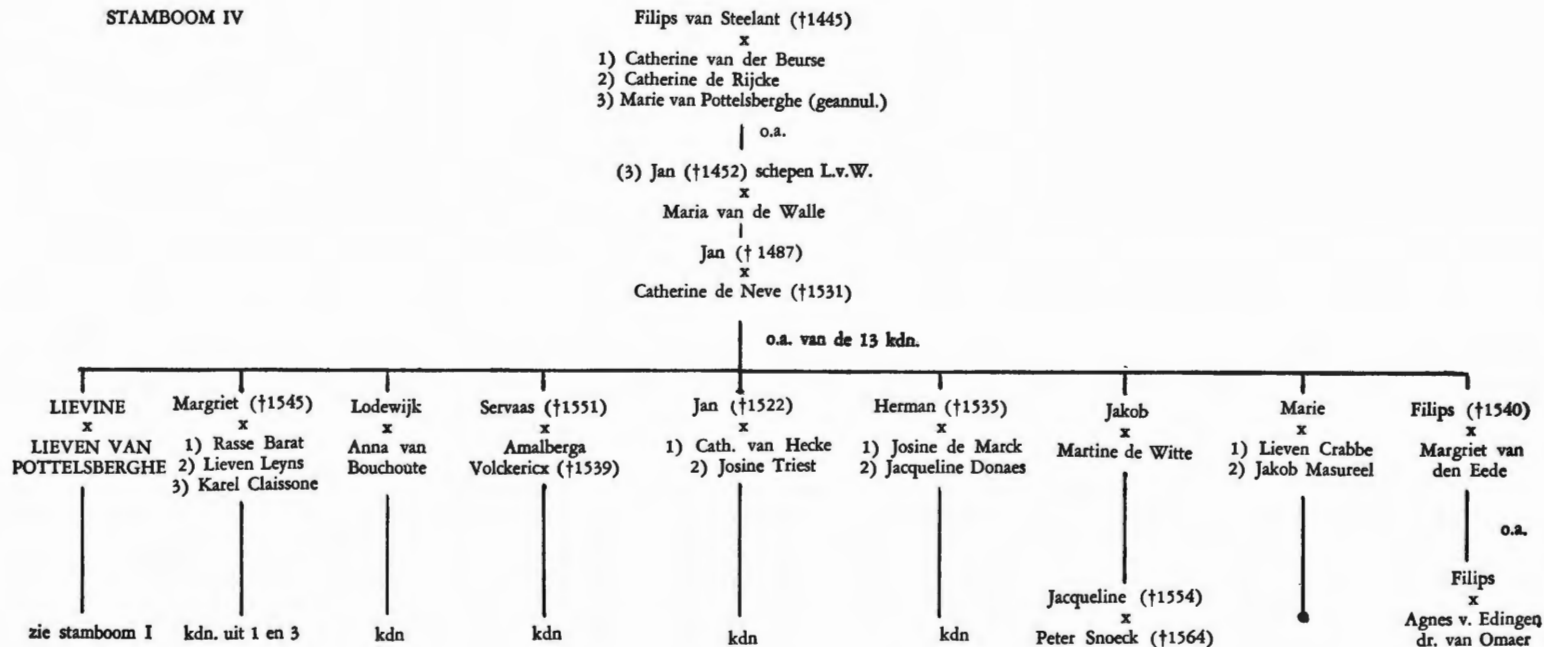 STAMBOOM IV
Filips van Steelant (†1445)
x
1) Catherine van der Beurse
2) Catherine de Rijcke
3) Marie van Pottelsberghe (geannul.)
o.a.
(3) Jan (†1452) schepen L.v.W.
x
Maria van de Walle
Jan († 1487)
x
Catherine de Neve (†1531)
o.a. van de 13 kdn.
LIEVINE
x
LIEVEN VAN
POTTELSBERGHE
zie stamboom I
Margriet (†1545)
x
1) Rasse Barat
2) Lieven Leyns
3) Karel Claissone
kdn. uit 1 en 3
Lodewijk
x
Anna van
Bouchoute
kdn
Servaas (†1551)
x
Amalberga
Volckericx (†1539)
kdn
Jan (†1522)
x
1) Cath. van Hecke
2) Josine Triest
kdn
Herman (†1535)
x
1) Josine de Marck
2) Jacqueline Donaes
kdn
Jakob
x
Martine de Witte
Jacqueline (†1554)
x
Peter Snoeck (†1564)
Marie
x
1) Lieven Crabbe
2) Jakob Masureel
Filips (†1540)
x
Margriet van
den Eede
o.a.
Filips
x
Agnes v. Edingen
dr. van Omaer